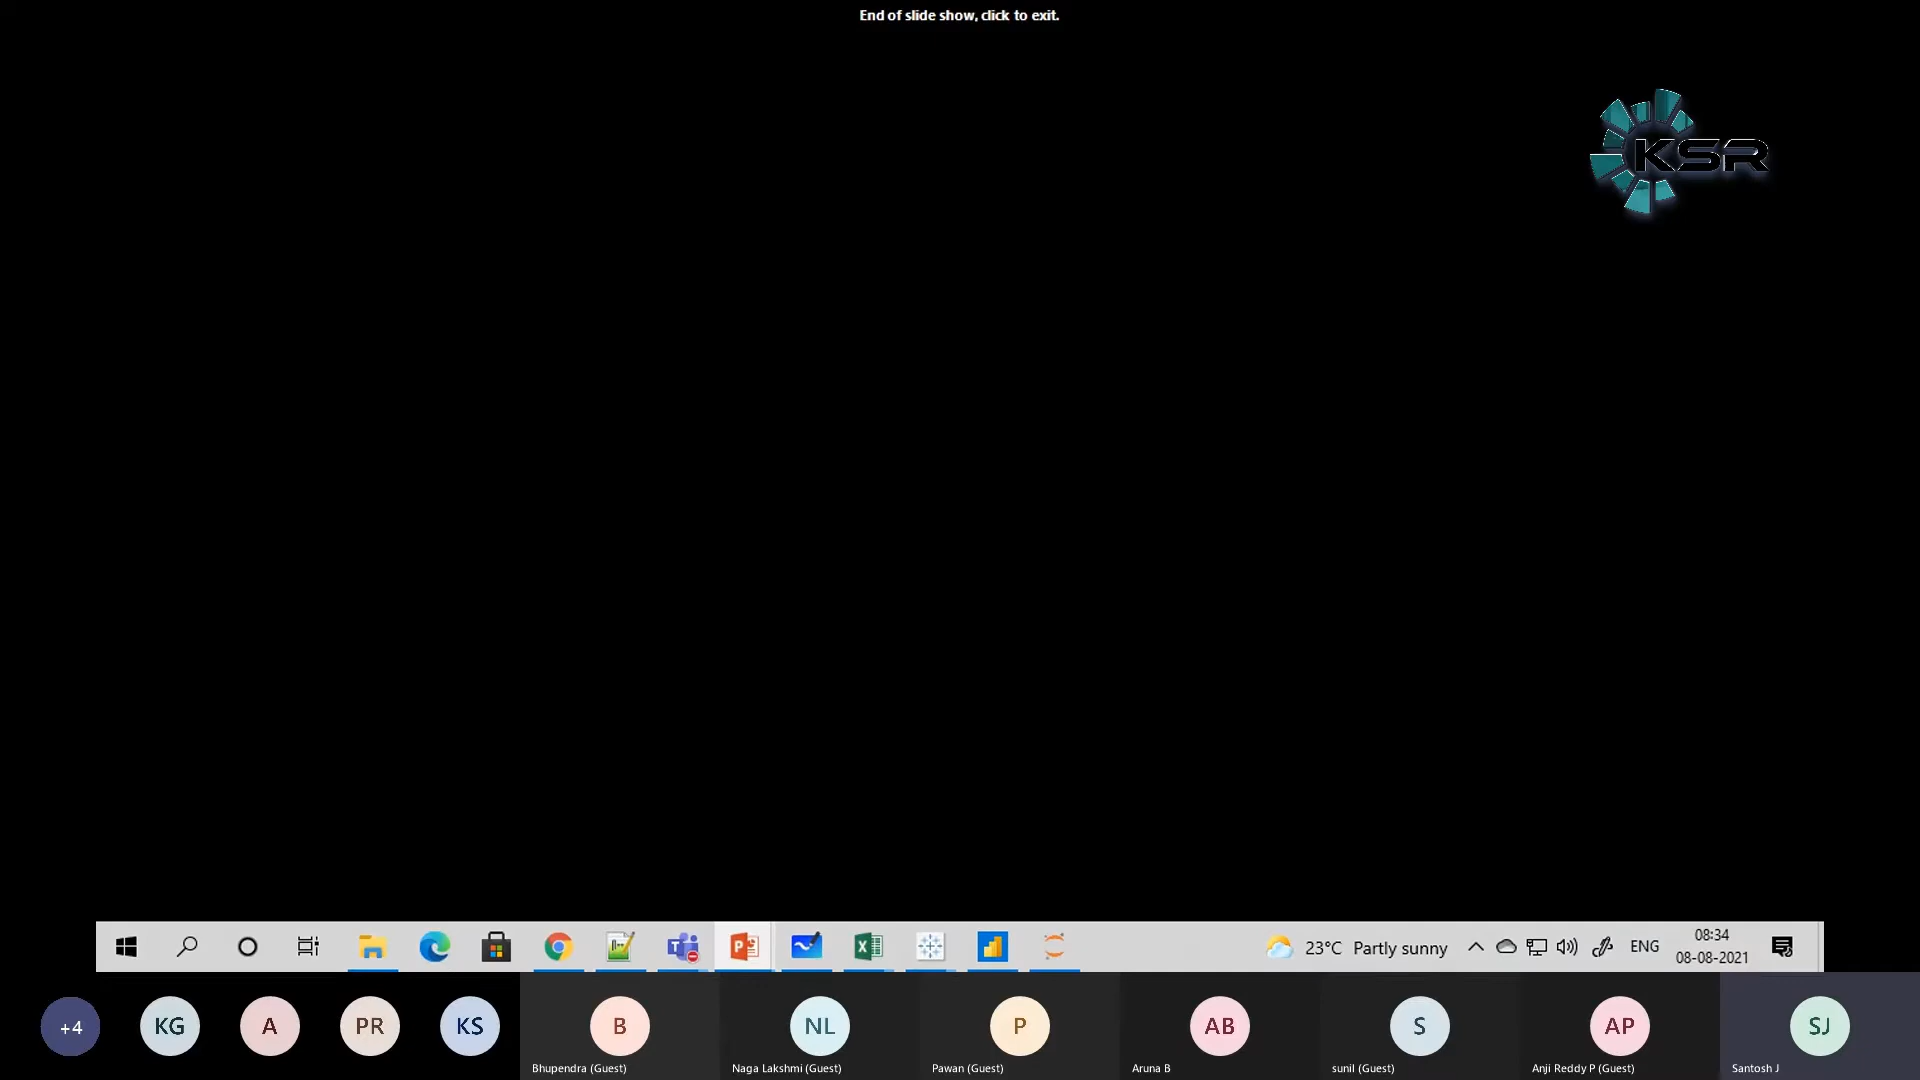 End of slide show, click to exit.
KSR
23°C Partly sunny
ENG
08:34
08-08-2021
+4
KG
A
PR
KS
B
NL
P
AB
S
AP
SJ
Bhupendra (Guest)
Naga Lakshmi (Guest)
Pawan (Guest)
Aruna B
sunil (Guest)
Anji Reddy P (Guest)
Santosh J